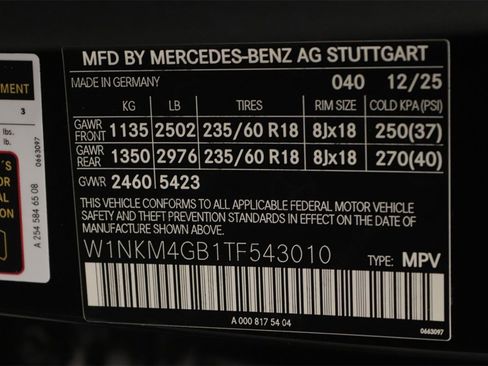 MFD BY MERCEDES-BENZ AG STUTTGART
MADE IN GERMANY 040 12/25
KG LB TIRES RIM SIZE COLD KPA (PSI)
GAWR FRONT 1135 2502 235/60 R18 8Jx18 250(37)
GAWR REAR 1350 2976 235/60 R18 8Jx18 270(40)
GVWR 2460 5423
THIS VEHICLE CONFORMS TO ALL APPLICABLE FEDERAL MOTOR VEHICLE
SAFETY AND THEFT PREVENTION STANDARDS IN EFFECT ON THE DATE OF
MANUFACTURE SHOWN ABOVE.
W1NKM4GB1TF543010 TYPE: MPV
A 000 817 54 04
0663097
3
lbs.
lb.
0663097
A 254 584 65 08